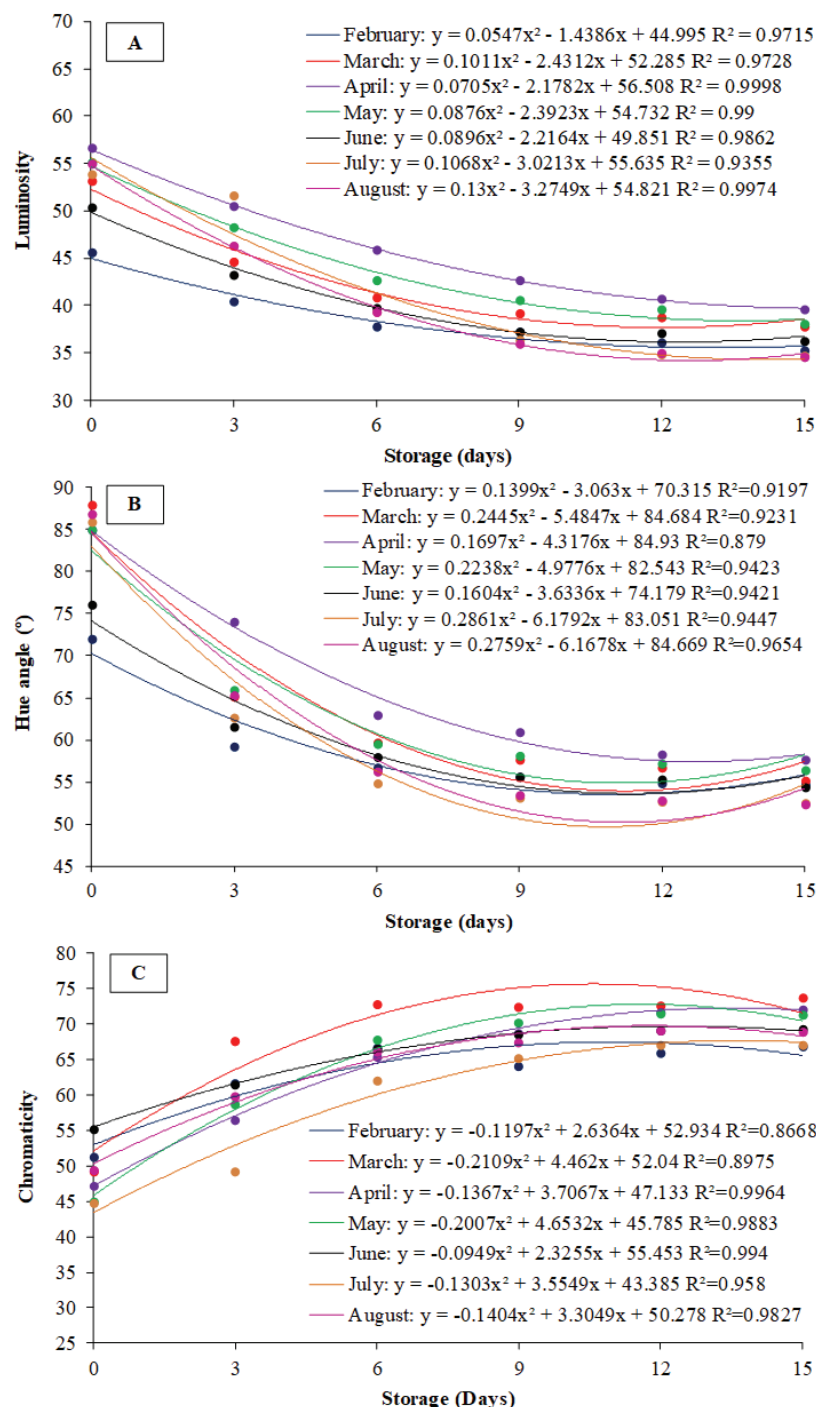 A
February: y = 0.0547x² - 1.4386x + 44.995 R² = 0.9715
March: y = 0.1011x² - 2.4312x + 52.285 R² = 0.9728
April: y = 0.0705x² - 2.1782x + 56.508 R² = 0.9998
May: y = 0.0876x² - 2.3923x + 54.732 R² = 0.99
June: y = 0.0896x² - 2.2164x + 49.851 R² = 0.9862
July: y = 0.1068x² - 3.0213x + 55.635 R² = 0.9355
August: y = 0.13x² - 3.2749x + 54.821 R² = 0.9974
Luminosity
70
65
60
55
50
45
40
35
30
0 3 6 9 12 15
Storage (days)
B
February: y = 0.1399x² - 3.063x + 70.315 R²=0.9197
March: y = 0.2445x² - 5.4847x + 84.684 R²=0.9231
April: y = 0.1697x² - 4.3176x + 84.93 R²=0.879
May: y = 0.2238x² - 4.9776x + 82.543 R²=0.9423
June: y = 0.1604x² - 3.6336x + 74.179 R²=0.9421
July: y = 0.2861x² - 6.1792x + 83.051 R²=0.9447
August: y = 0.2759x² - 6.1678x + 84.669 R²=0.9654
Hue angle (º)
90
85
80
75
70
65
60
55
50
45
0 3 6 9 12 15
Storage (days)
C
Chromaticity
80
75
70
65
60
55
50
45
40
35
30
25
February: y = -0.1197x² + 2.6364x + 52.934 R²=0.8668
March: y = -0.2109x² + 4.462x + 52.04 R²=0.8975
April: y = -0.1367x² + 3.7067x + 47.133 R²=0.9964
May: y = -0.2007x² + 4.6532x + 45.785 R²=0.9883
June: y = -0.0949x² + 2.3255x + 55.453 R²=0.994
July: y = -0.1303x² + 3.5549x + 43.385 R²=0.958
August: y = -0.1404x² + 3.3049x + 50.278 R²=0.9827
0 3 6 9 12 15
Storage (Days)